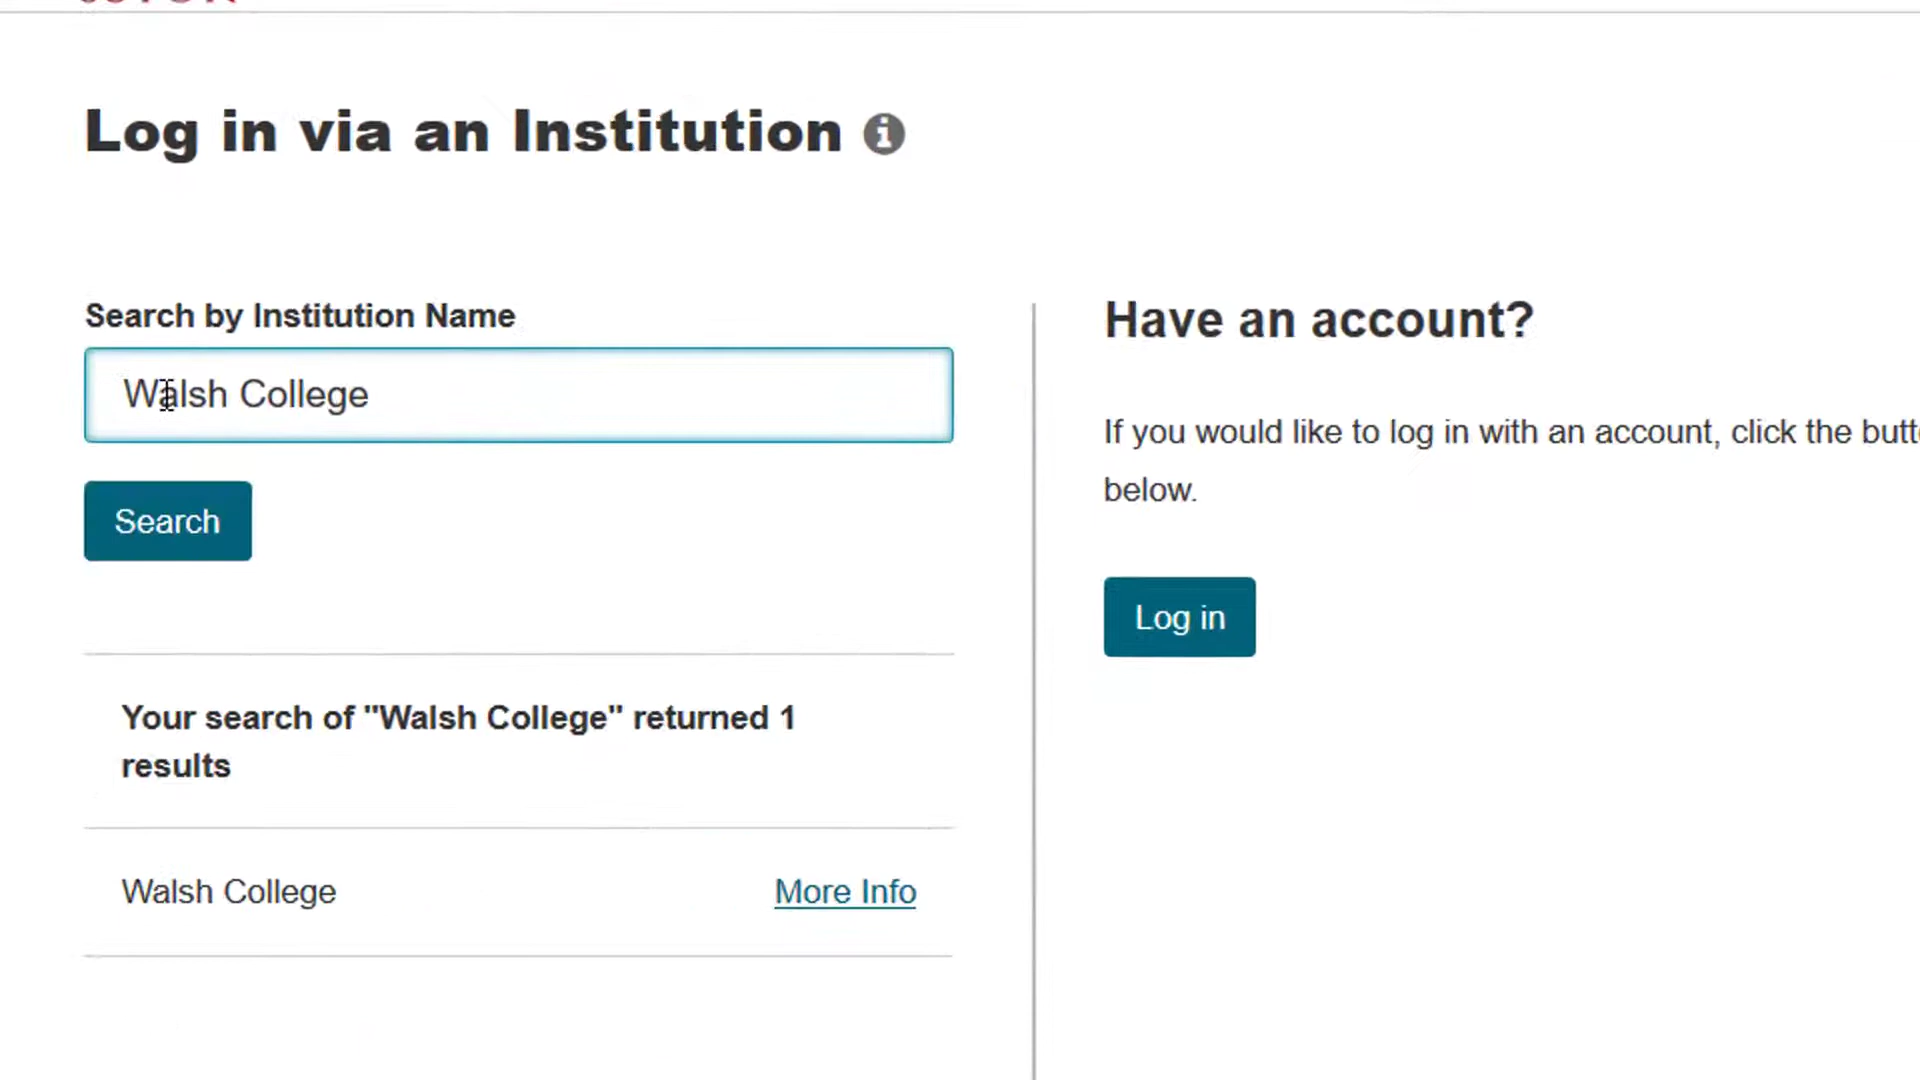 Log in via an Institution
Search by Institution Name
Walsh College
Search
Your search of "Walsh College" returned 1
results
Walsh College More Info
Have an account?
If you would like to log in with an account, click the
below.
Log in